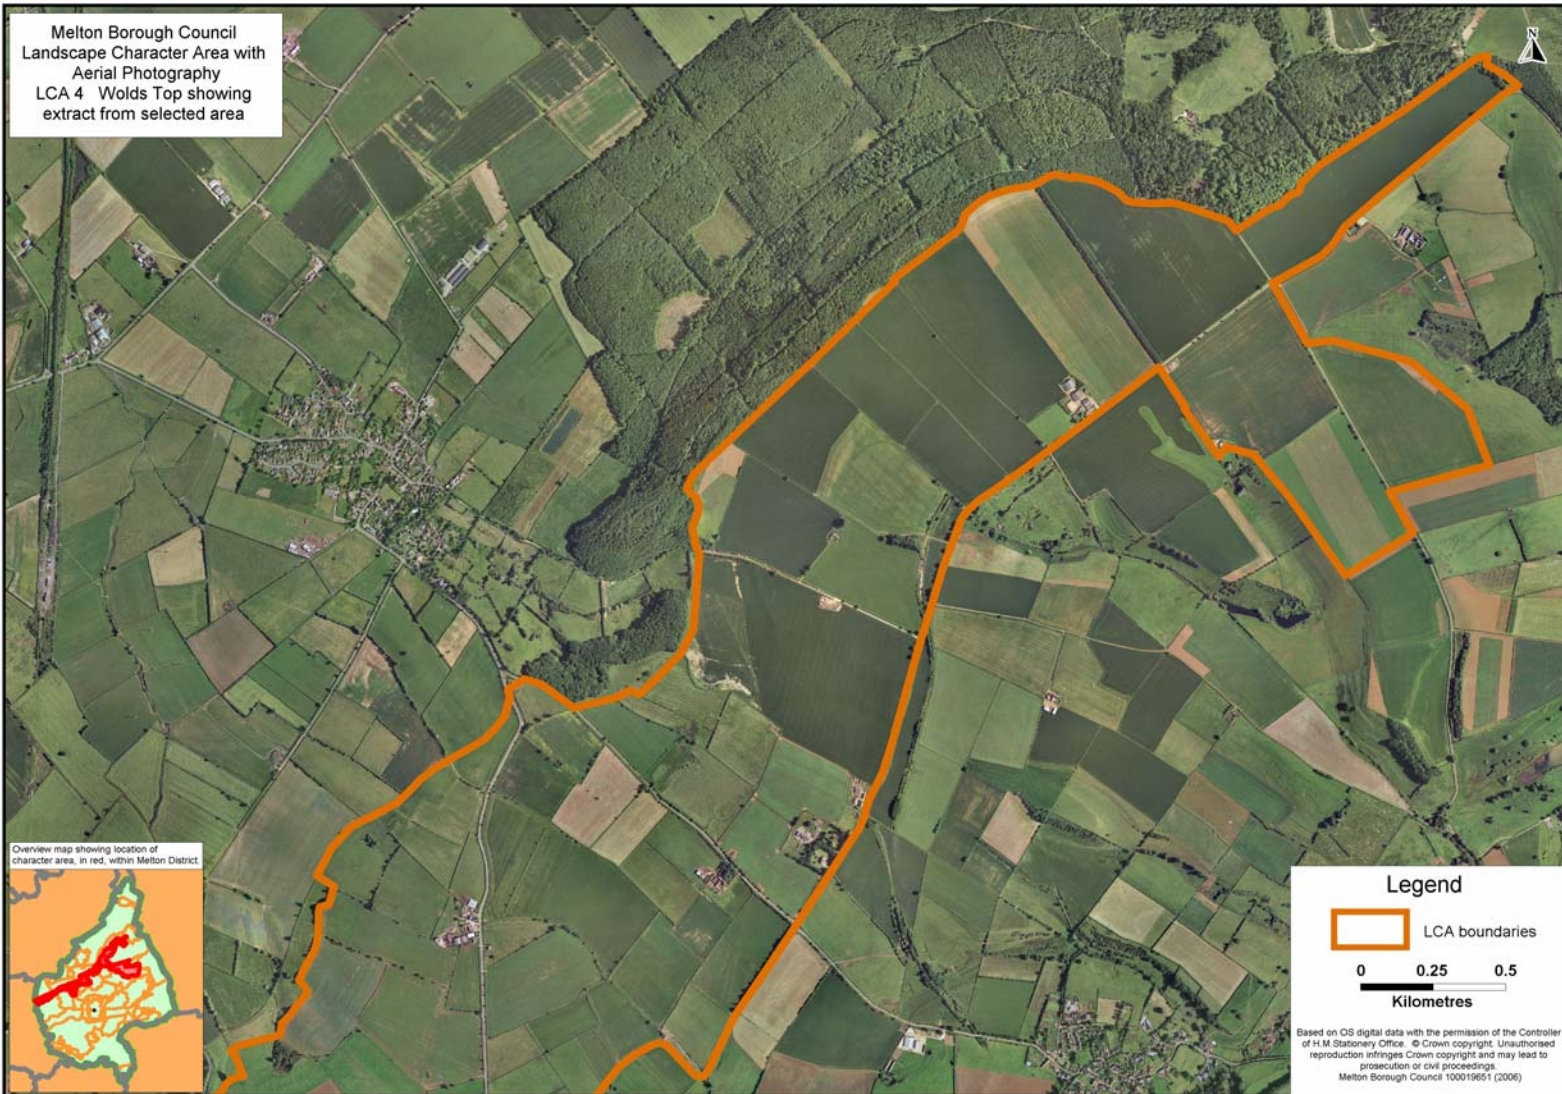 Melton Borough Council
Landscape Character Area with
Aerial Photography
LCA 4 Wolds Top showing
extract from selected area
N
Overview map showing location of
character area, in red, within Melton District.
Legend
LCA boundaries
0 0.25 0.5
Kilometres
Based on OS digital data with the permission of the Controller
of H.M.Stationery Office. © Crown copyright. Unauthorised
reproduction infringes Crown copyright and may lead to
prosecution or civil proceedings.
Melton Borough Council 100019651 (2006)